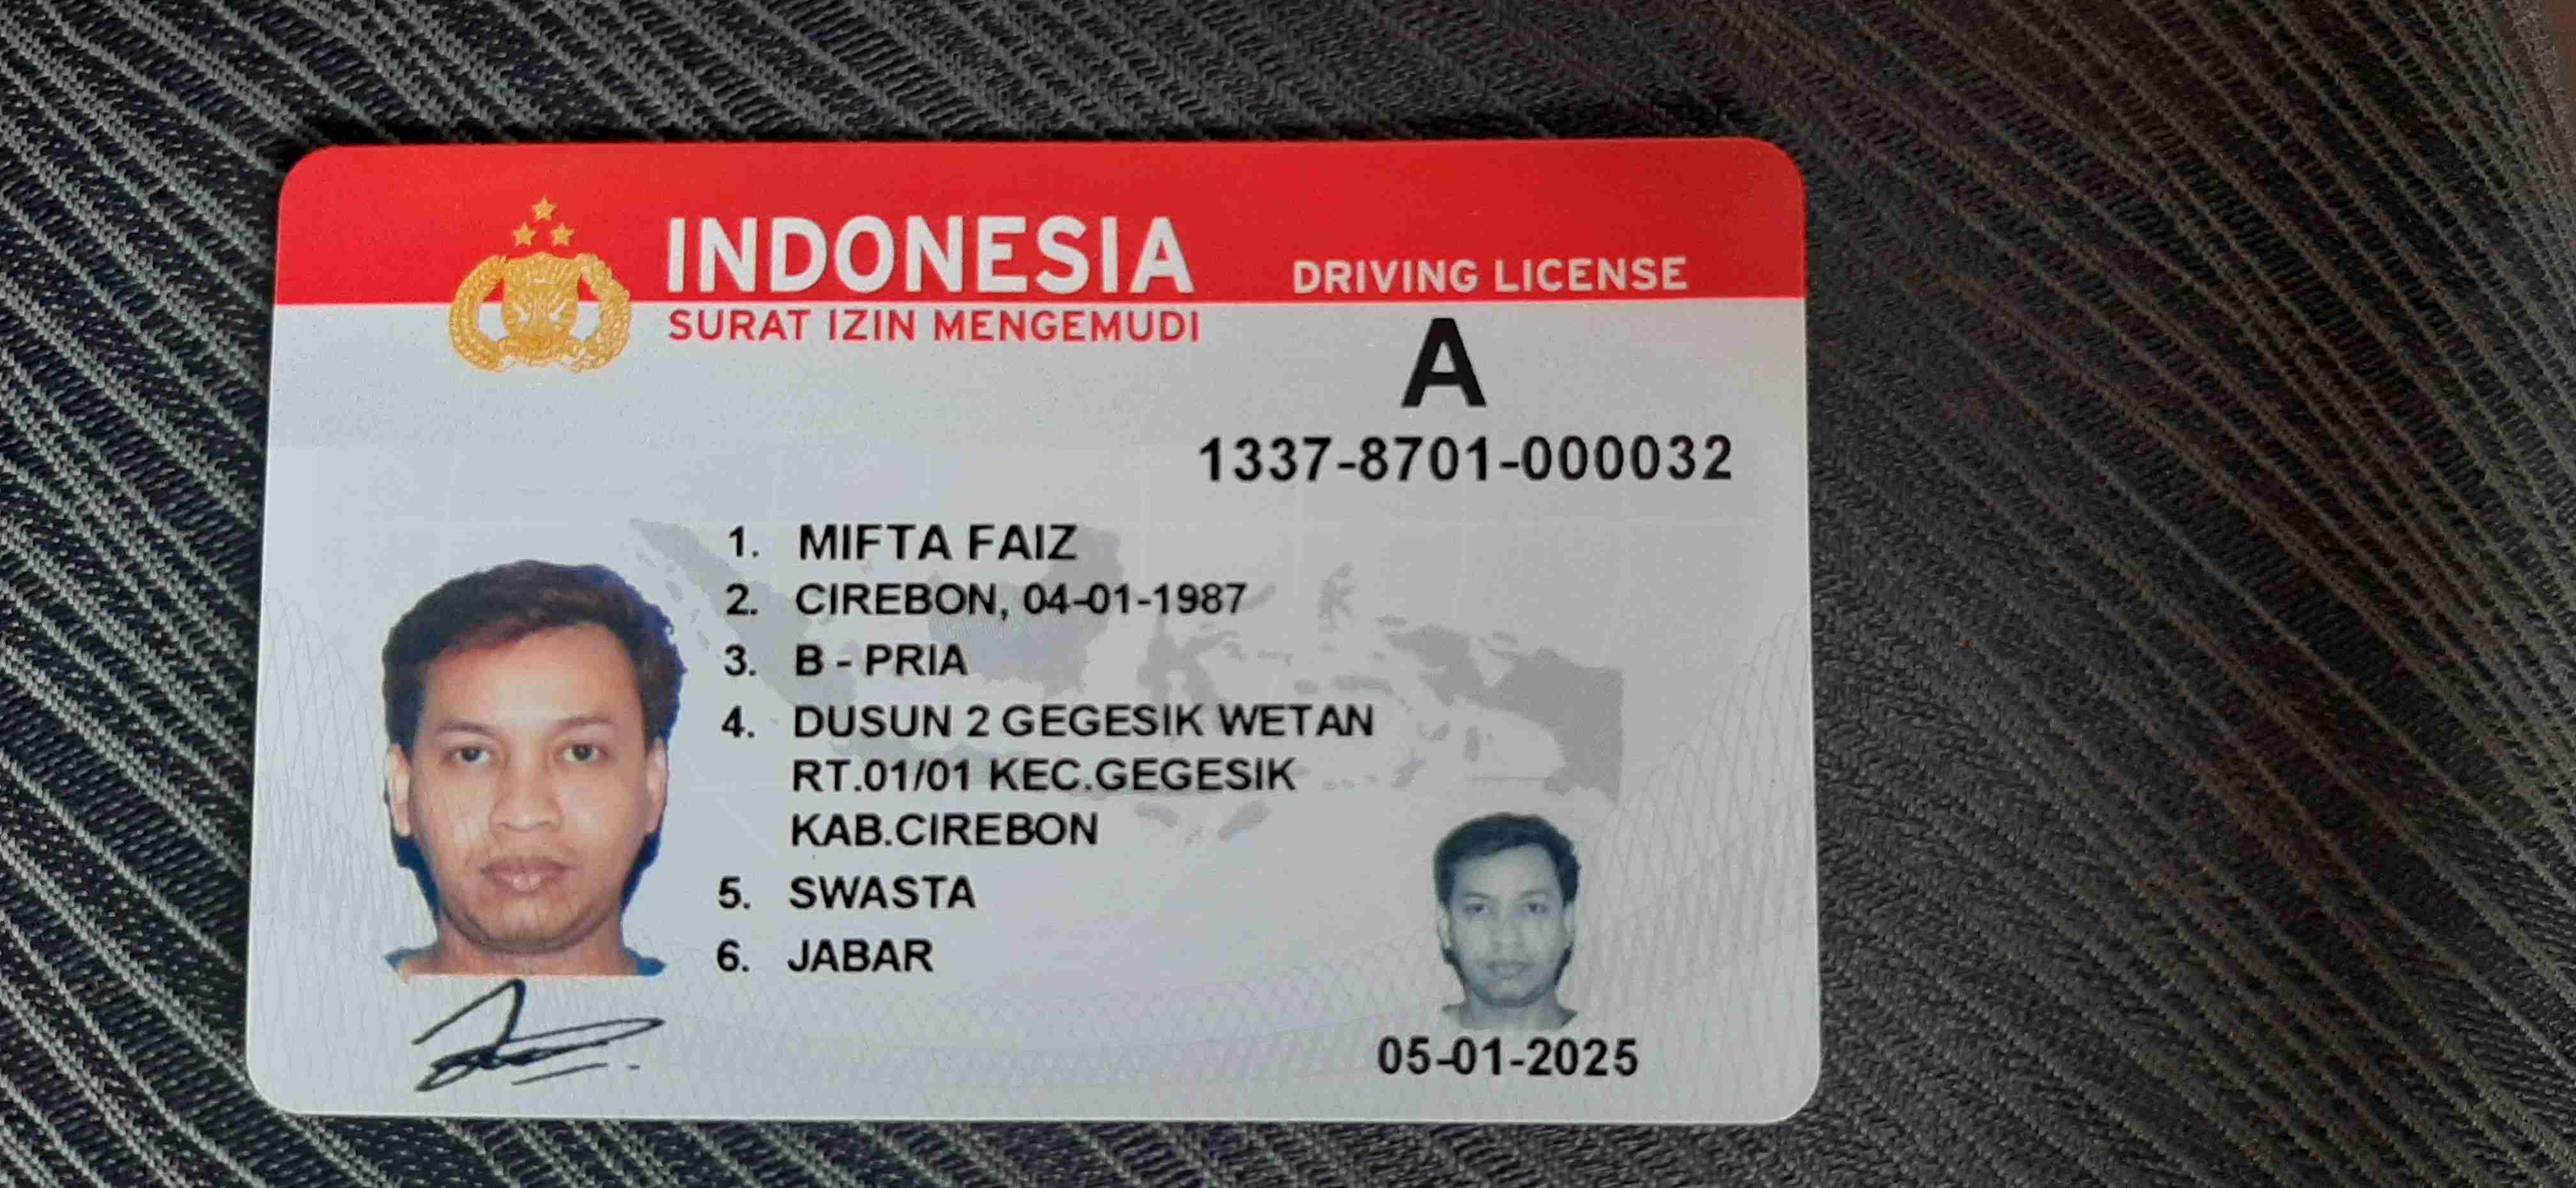 INDONESIA
DRIVING LICENSE
SURAT IZIN MENGEMUDI
A
1337-8701-000032
1. MIFTA FAIZ
2. CIREBON, 04-01-1987
3. B - PRIA
4. DUSUN 2 GEGESIK WETAN
RT.01/01 KEC.GEGESIK
KAB.CIREBON
5. SWASTA
6. JABAR
05-01-2025